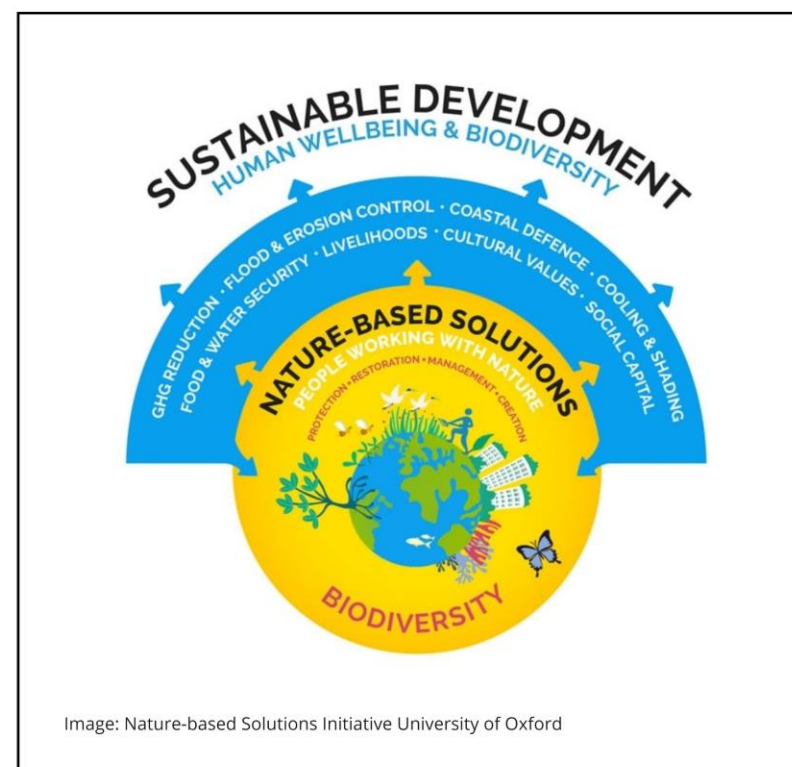 SUSTAINABLE DEVELOPMENT
HUMAN WELLBEING & BIODIVERSITY
GHG REDUCTION · FLOOD & EROSION CONTROL · COASTAL DEFENCE · COOLING & SHADING
FOOD & WATER SECURITY · LIVELIHOODS · CULTURAL VALUES · SOCIAL CAPITAL
NATURE-BASED SOLUTIONS
PEOPLE WORKING WITH NATURE
PROTECTION • RESTORATION • MANAGEMENT • CREATION
BIODIVERSITY
Image: Nature-based Solutions Initiative University of Oxford